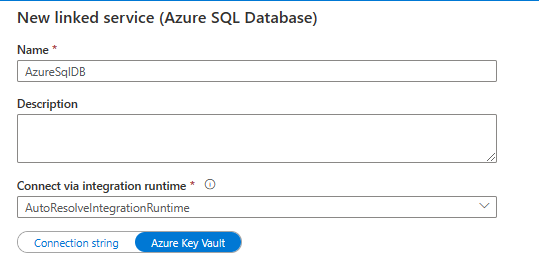 New linked service (Azure SQL Database)
Name *
AzureSqlDB
Description
Connect via integration runtime *
AutoResolveIntegrationRuntime
Connection string Azure Key Vault